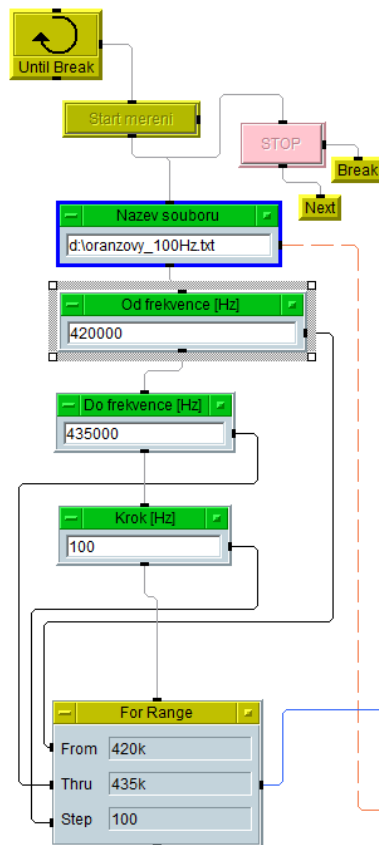 Until Break
Start mereni
STOP
Break
Next
Nazev souboru
d:\oranzovy_100Hz.txt
Od frekvence [Hz]
420000
Do frekvence [Hz]
435000
Krok [Hz]
100
For Range
From 420k
Thru 435k
Step 100